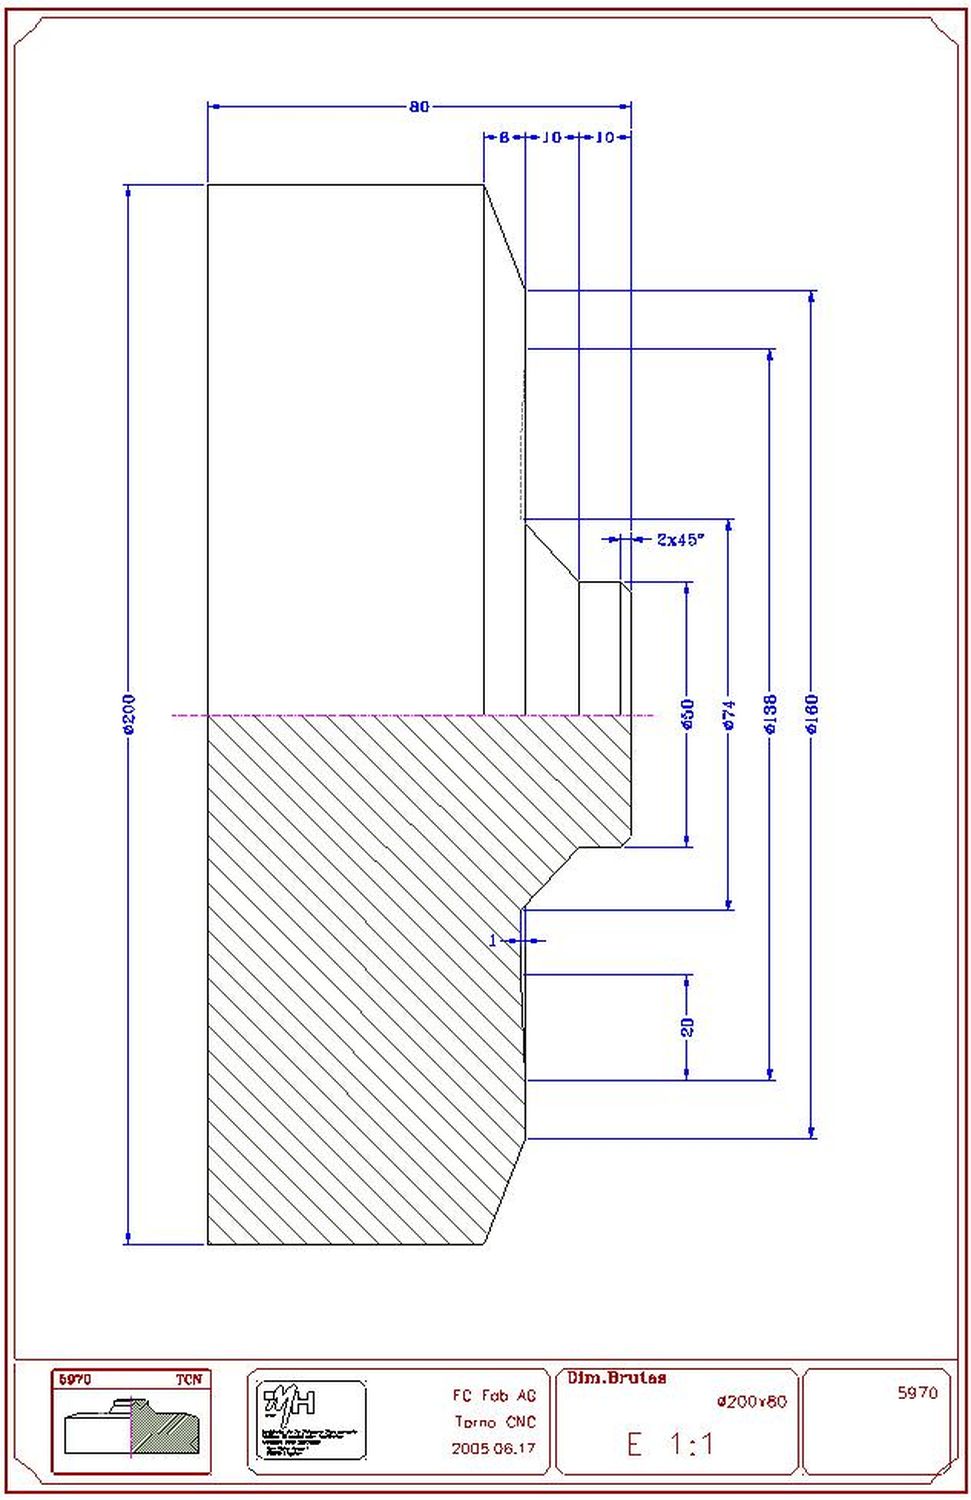 80
8 10 10
2x45°
ø200
ø50
ø74
ø138
ø160
1
20
5970 TCN
FC Fab AG
Torno CNC
2005.06.17
Dim.Brutas
ø200x80
E 1:1
5970